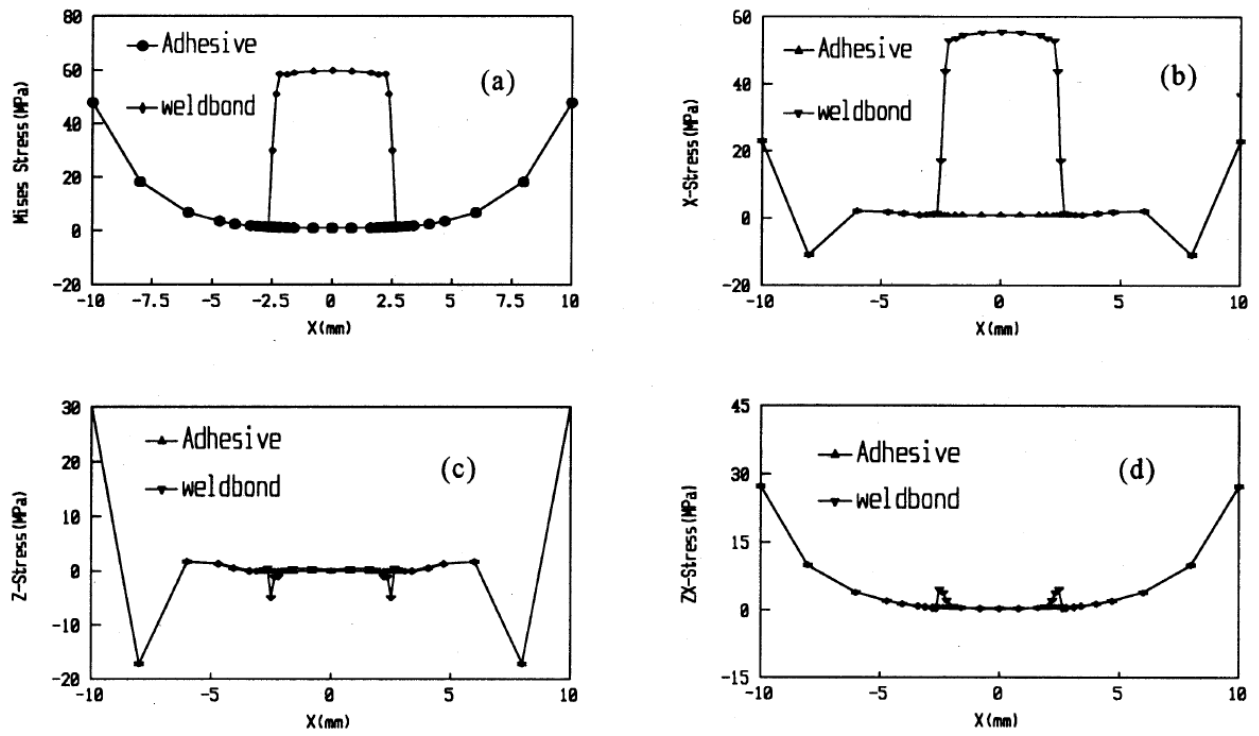 80
60
40
20
0
-20
Mises Stress(MPa)
Adhesive
weldbond
(a)
-10
-7.5
-5
-2.5
0
2.5
5
7.5
10
X(mm)
60
40
20
0
-20
X-Stress(MPa)
Adhesive
weldbond
(b)
-10
-5
0
5
10
X(mm)
30
20
10
0
-10
-20
Z-Stress(MPa)
Adhesive
weldbond
(c)
-10
-5
0
5
10
X(mm)
45
30
15
0
-15
ZX-Stress(MPa)
Adhesive
weldbond
(d)
-10
-5
0
5
10
X(mm)